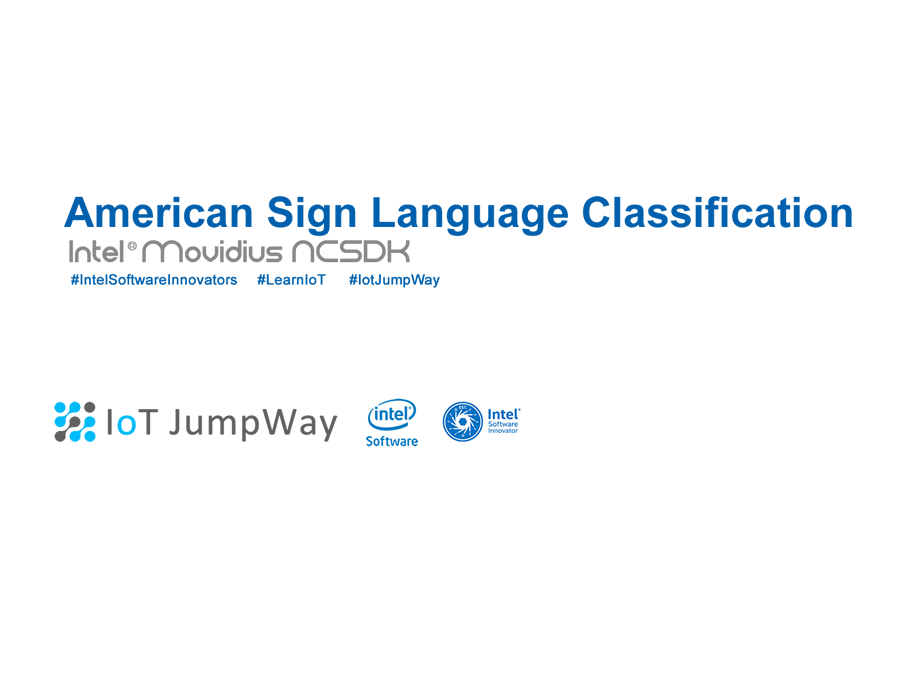 American Sign Language Classification
Intel® Movidius NCSDK
#IntelSoftwareInnovators #LearnIoT #IotJumpWay
IoT JumpWay
intel®
Software
Intel®
Software
Innovator